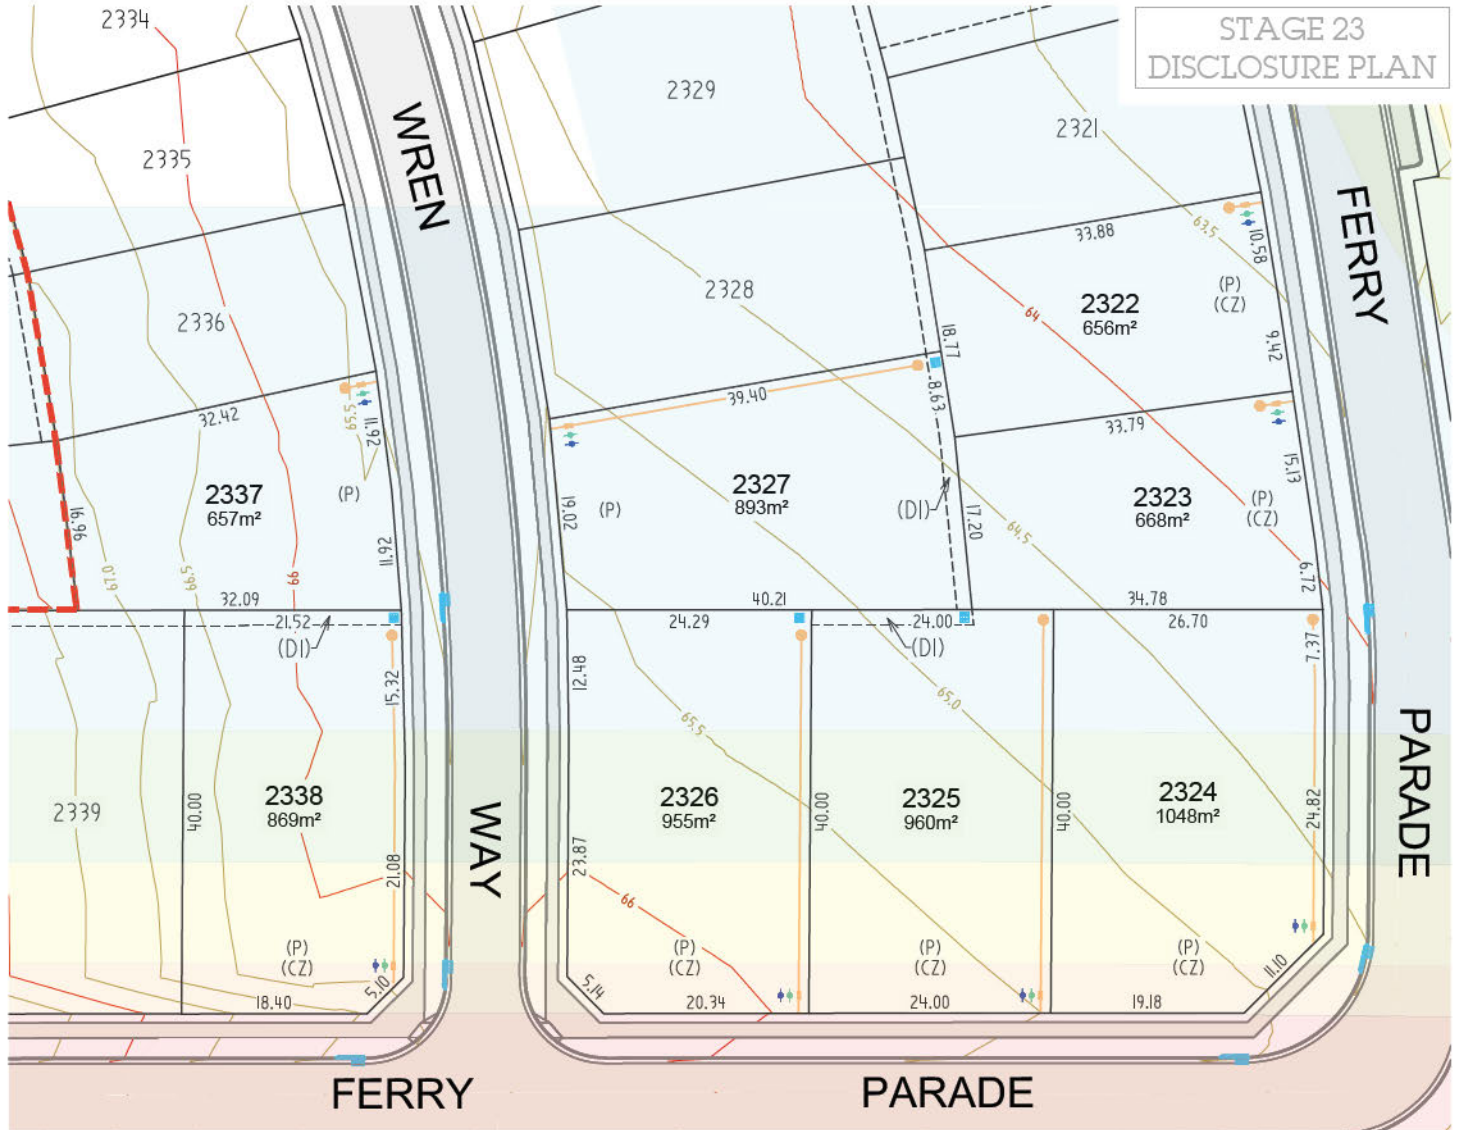 STAGE 23
DISCLOSURE PLAN
2334
2335
2336
32.42
65.5
11.92
2337
657m²
(P)
16.96
67.0
66.5
66
11.92
32.09
21.52
(DI)
15.32
2339
40.00
2338
869m²
21.08
(P)
(CZ)
5.10
18.40
WREN
WAY
2329
2321
63.5
33.88
10.58
(P)
(CZ)
2322
656m²
64
9.42
2328
18.77
39.40
8.63
33.79
15.13
2327
893m²
19.02
(P)
(DI)
17.20
64.5
2323
668m²
(P)
(CZ)
6.72
40.21
34.78
24.29
24.00
(DI)
26.70
7.37
12.48
65.5
65.0
2326
955m²
40.00
2325
960m²
40.00
2324
1048m²
24.82
23.87
66
(P)
(CZ)
(P)
(CZ)
(P)
(CZ)
5.14
20.34
24.00
19.18
11.10
FERRY
PARADE
FERRY
PARADE